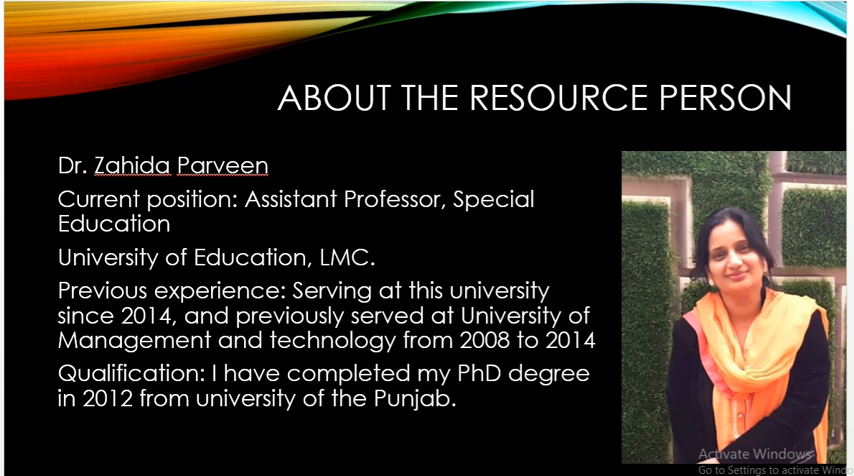 ABOUT THE RESOURCE PERSON
Dr. Zahida Parveen
Current position: Assistant Professor, Special
Education
University of Education, LMC.
Previous experience: Serving at this university
since 2014, and previously served at University of
Management and technology from 2008 to 2014
Qualification: I have completed my PhD degree
in 2012 from university of the Punjab.
Activate Windows
Go to Settings to activate Wind